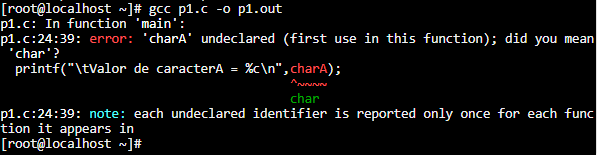 [root@localhost ~]# gcc p1.c -o p1.out
p1.c: In function 'main':
p1.c:24:39: error: 'charA' undeclared (first use in this function); did you mean
 'char'?
  printf("\tValor de caracterA = %c\n",charA);
                                       ^~~~~
                                       char
p1.c:24:39: note: each undeclared identifier is reported only once for each func
tion it appears in
[root@localhost ~]#